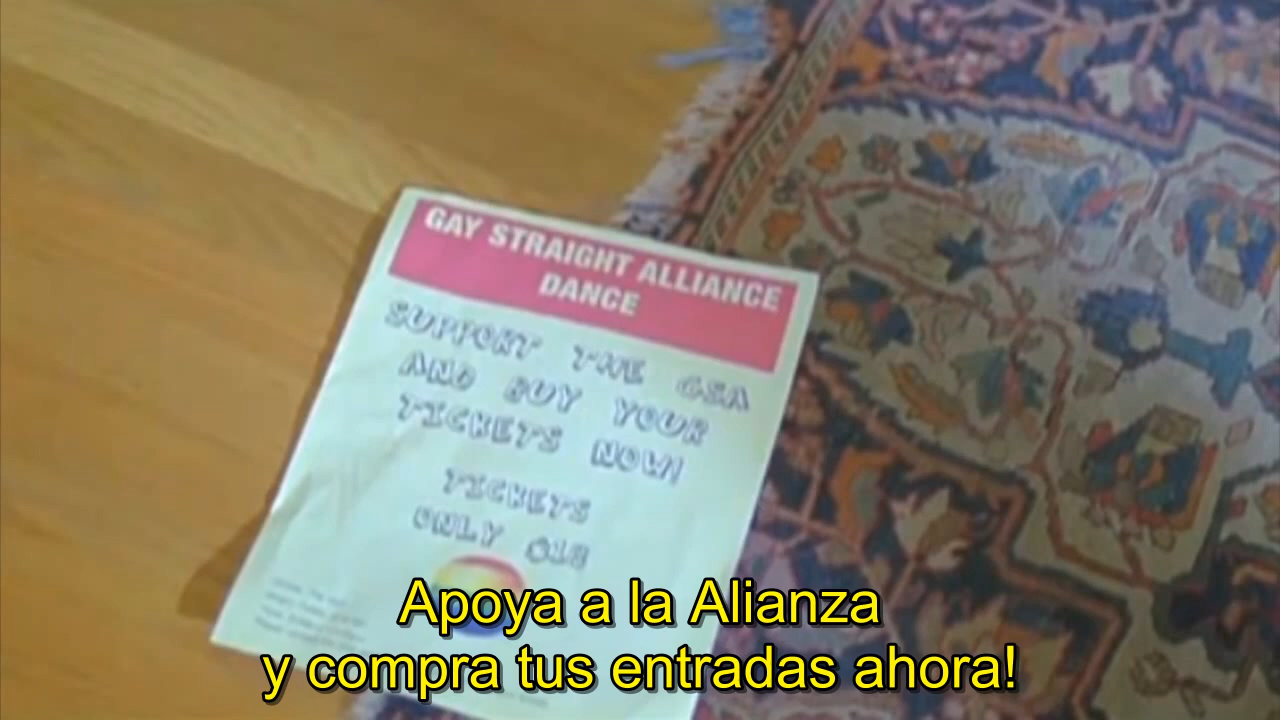 GAY STRAIGHT ALLIANCE
DANCE
SUPPORT THE GSA
AND BUY YOUR
TICKETS NOW!
TICKETS
ONLY
Apoya a la Alianza
y compra tus entradas ahora!